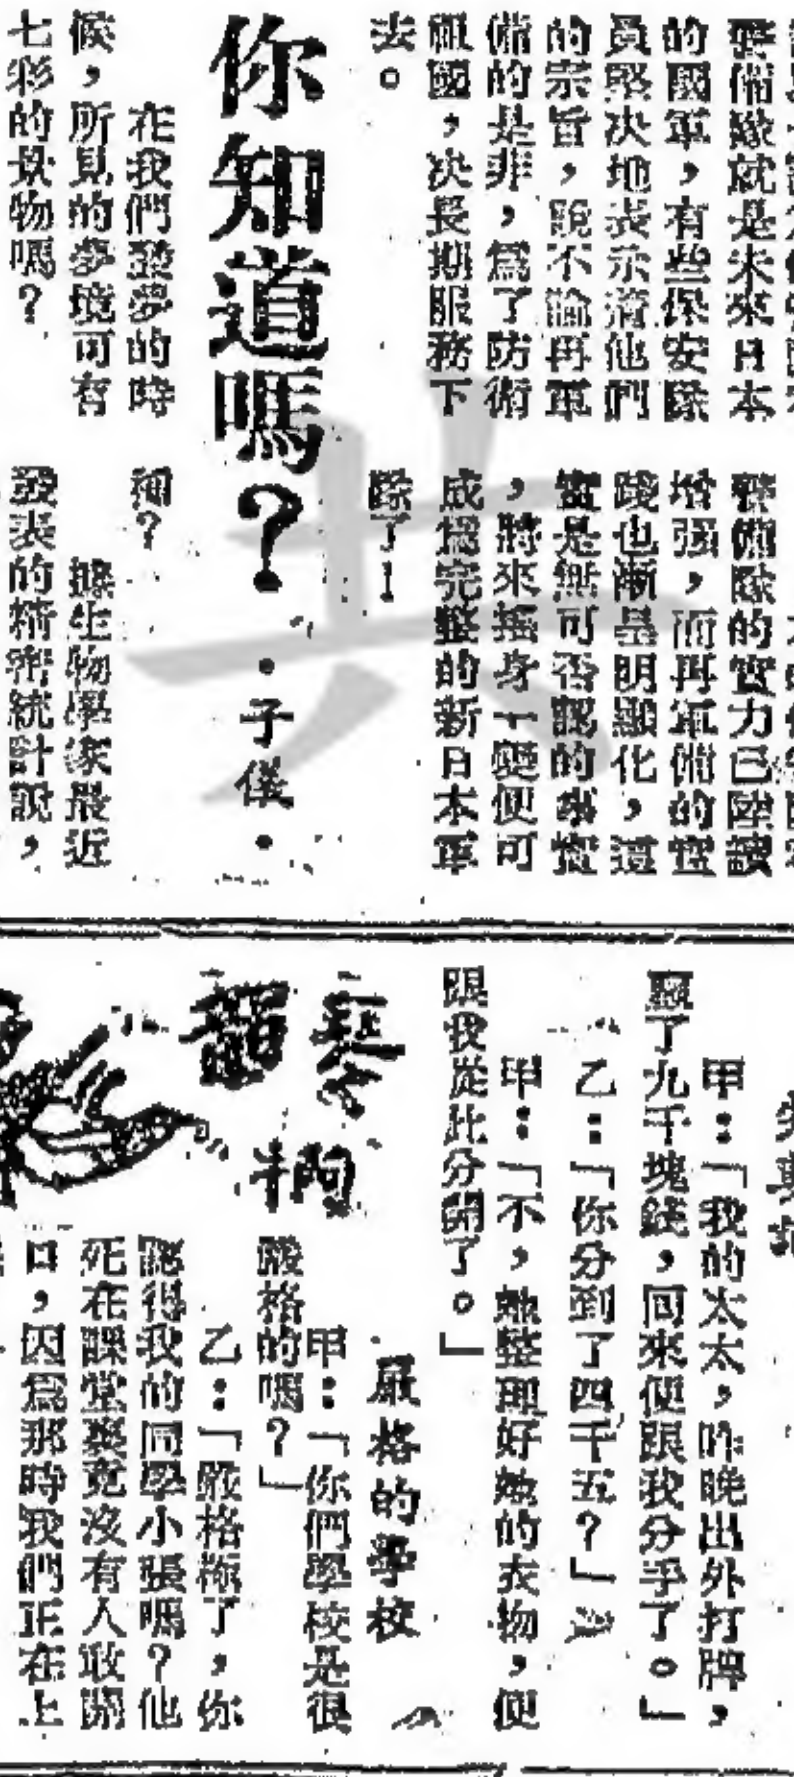 要備隊就是未來日本
的國軍，有些保安隊
員堅决地表示着他們
的宗旨，說不論再軍
備的是非，爲了防衛
祖國，决長期服務下
去。
警備隊的實力已陸續
增强，而再軍備的實
踐也漸呈明顯化，這
實是無可否認的事實
，將來搖身一變便可
成爲完整的新日本軍
隊了！
你知道嗎？
·子儀·
在我們發夢的時
候，所見的夢境可有
七彩的景物嗎？
據生物學家最近
發表的精密統計說，
甲：「我的太太，昨晚出外打牌，
贏了九千塊錢，回來便跟我分手了。」
乙：「你分到了四千五？」
甲：「不，她整理好她的衣物，便
跟我從此分開了。」
嚴格的學校
甲：「你們學校是很
嚴格的嗎？」
乙：「嚴格極了，你
認得我的同學小張嗎？他
死在課堂裏竟沒有人敢開
口，因爲那時我們正在上